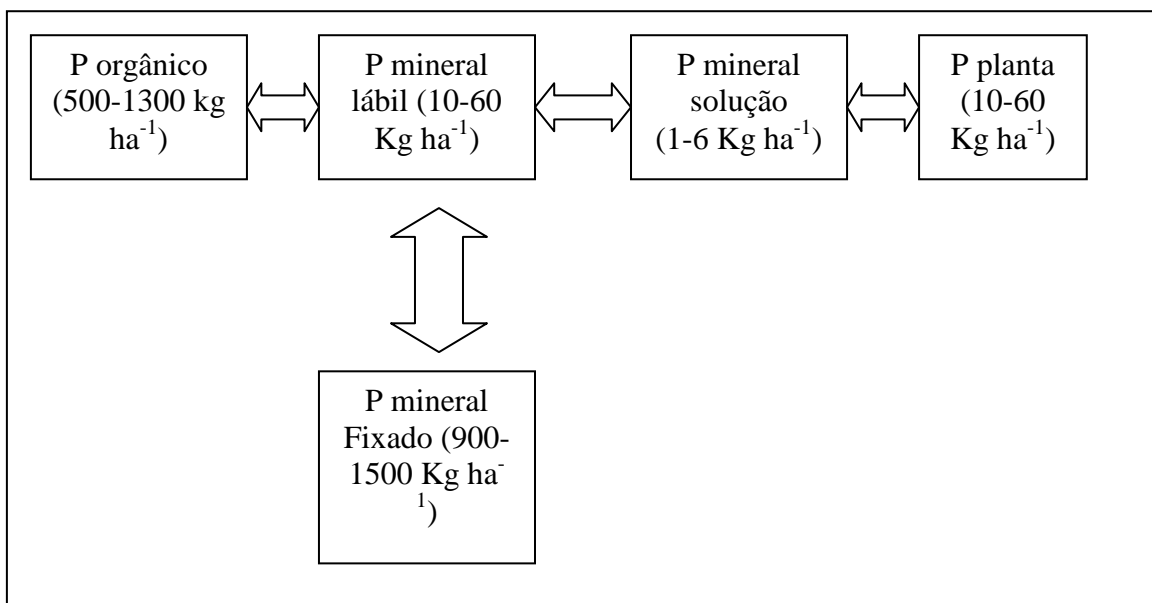 P orgânico
(500-1300 kg
ha⁻¹)
P mineral
lábil (10-60
Kg ha⁻¹)
P mineral
solução
(1-6 Kg ha⁻¹)
P planta
(10-60
Kg ha⁻¹)
P mineral
Fixado (900-
1500 Kg ha⁻
¹)